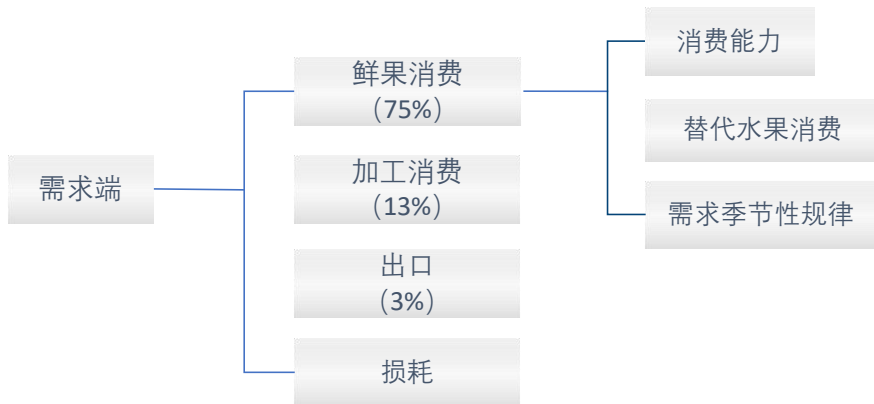 需求端
鲜果消费
（75%）
加工消费
（13%）
出口
（3%）
损耗
消费能力
替代水果消费
需求季节性规律